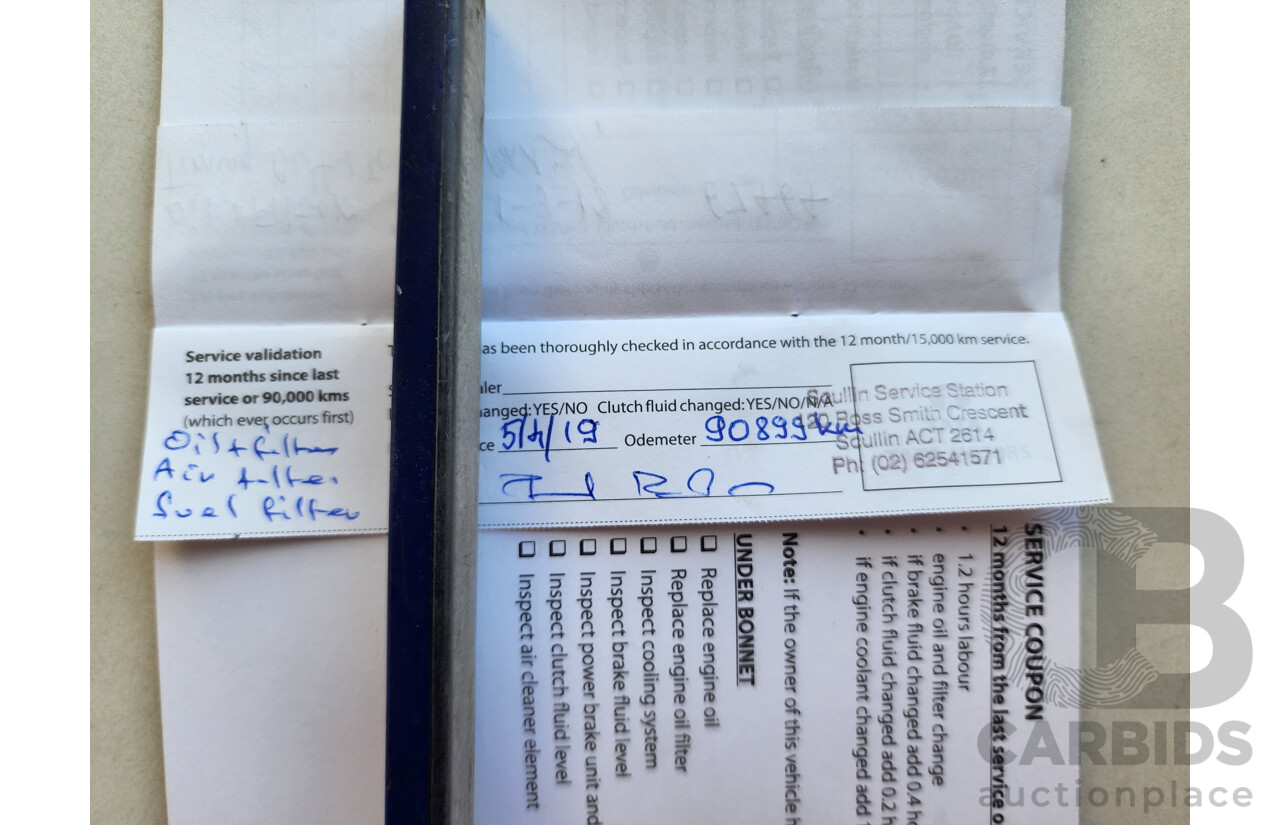 Service validation
12 months since last
service or 90,000 kms
(which ever occurs first)
Oil + filter
Air filter
Fuel filter
as been thoroughly checked in accordance with the 12 month/15,000 km service.
aler
anged: YES/NO Clutch fluid changed: YES/NO/N/A
ce 5/4/19 Odemeter 90899 km
Scullin Service Station
120 Ross Smith Crescent
Scullin ACT 2614
Ph: (02) 62541571
SERVICE COUPON
12 months from the last service o
1.2 hours labour
• engine oil and filter change
• if brake fluid changed add 0.4 ho
• if clutch fluid changed add 0.2 h
• if engine coolant changed add
Note: If the owner of this vehicle h
UNDER BONNET
Replace engine oil
Replace engine oil filter
Inspect cooling system
Inspect brake fluid level
Inspect power brake unit and
Inspect clutch fluid level
Inspect air cleaner element
CARBIDS
auctionplace